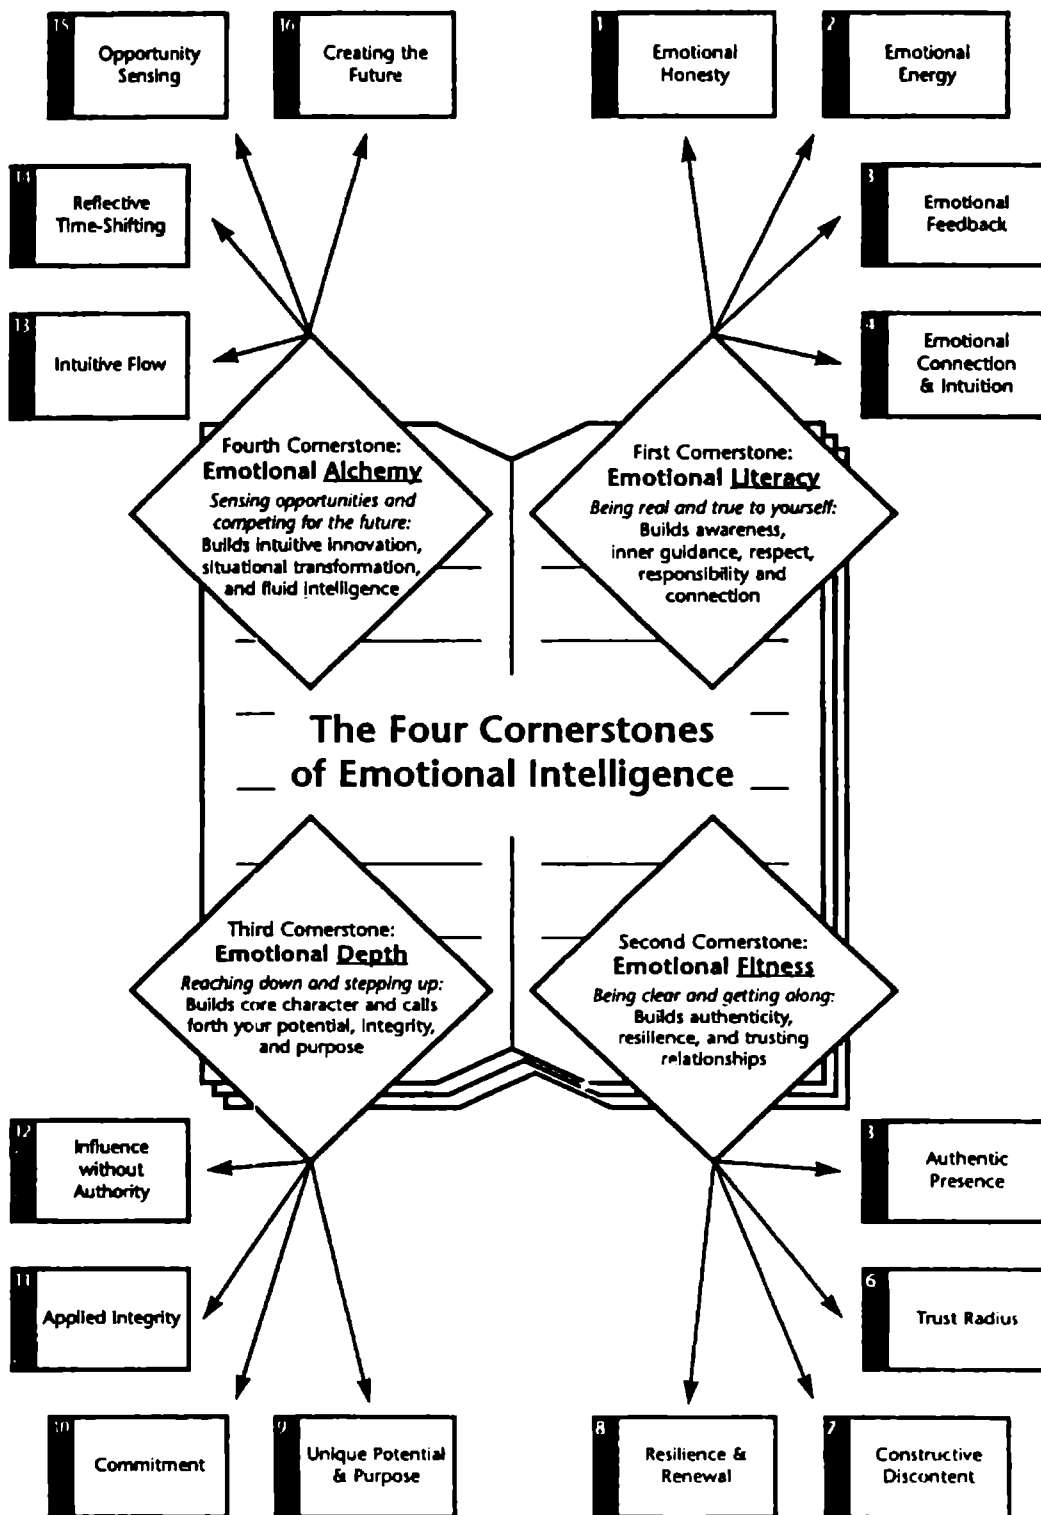 15
Opportunity
Sensing
16
Creating the
Future
1
Emotional
Honesty
2
Emotional
Energy
14
Reflective
Time-Shifting
3
Emotional
Feedback
13
Intuitive Flow
4
Emotional
Connection
& Intuition
Fourth Cornerstone:
Emotional Alchemy
Sensing opportunities and
competing for the future:
Builds intuitive innovation,
situational transformation,
and fluid intelligence
First Cornerstone:
Emotional Literacy
Being real and true to yourself:
Builds awareness,
inner guidance, respect,
responsibility and
connection
The Four Cornerstones
of Emotional Intelligence
Third Cornerstone:
Emotional Depth
Reaching down and stepping up:
Builds core character and calls
forth your potential, integrity,
and purpose
Second Cornerstone:
Emotional Fitness
Being clear and getting along:
Builds authenticity,
resilience, and trusting
relationships
12
Influence
without
Authority
3
Authentic
Presence
11
Applied Integrity
6
Trust Radius
10
Commitment
9
Unique Potential
& Purpose
8
Resilience &
Renewal
7
Constructive
Discontent